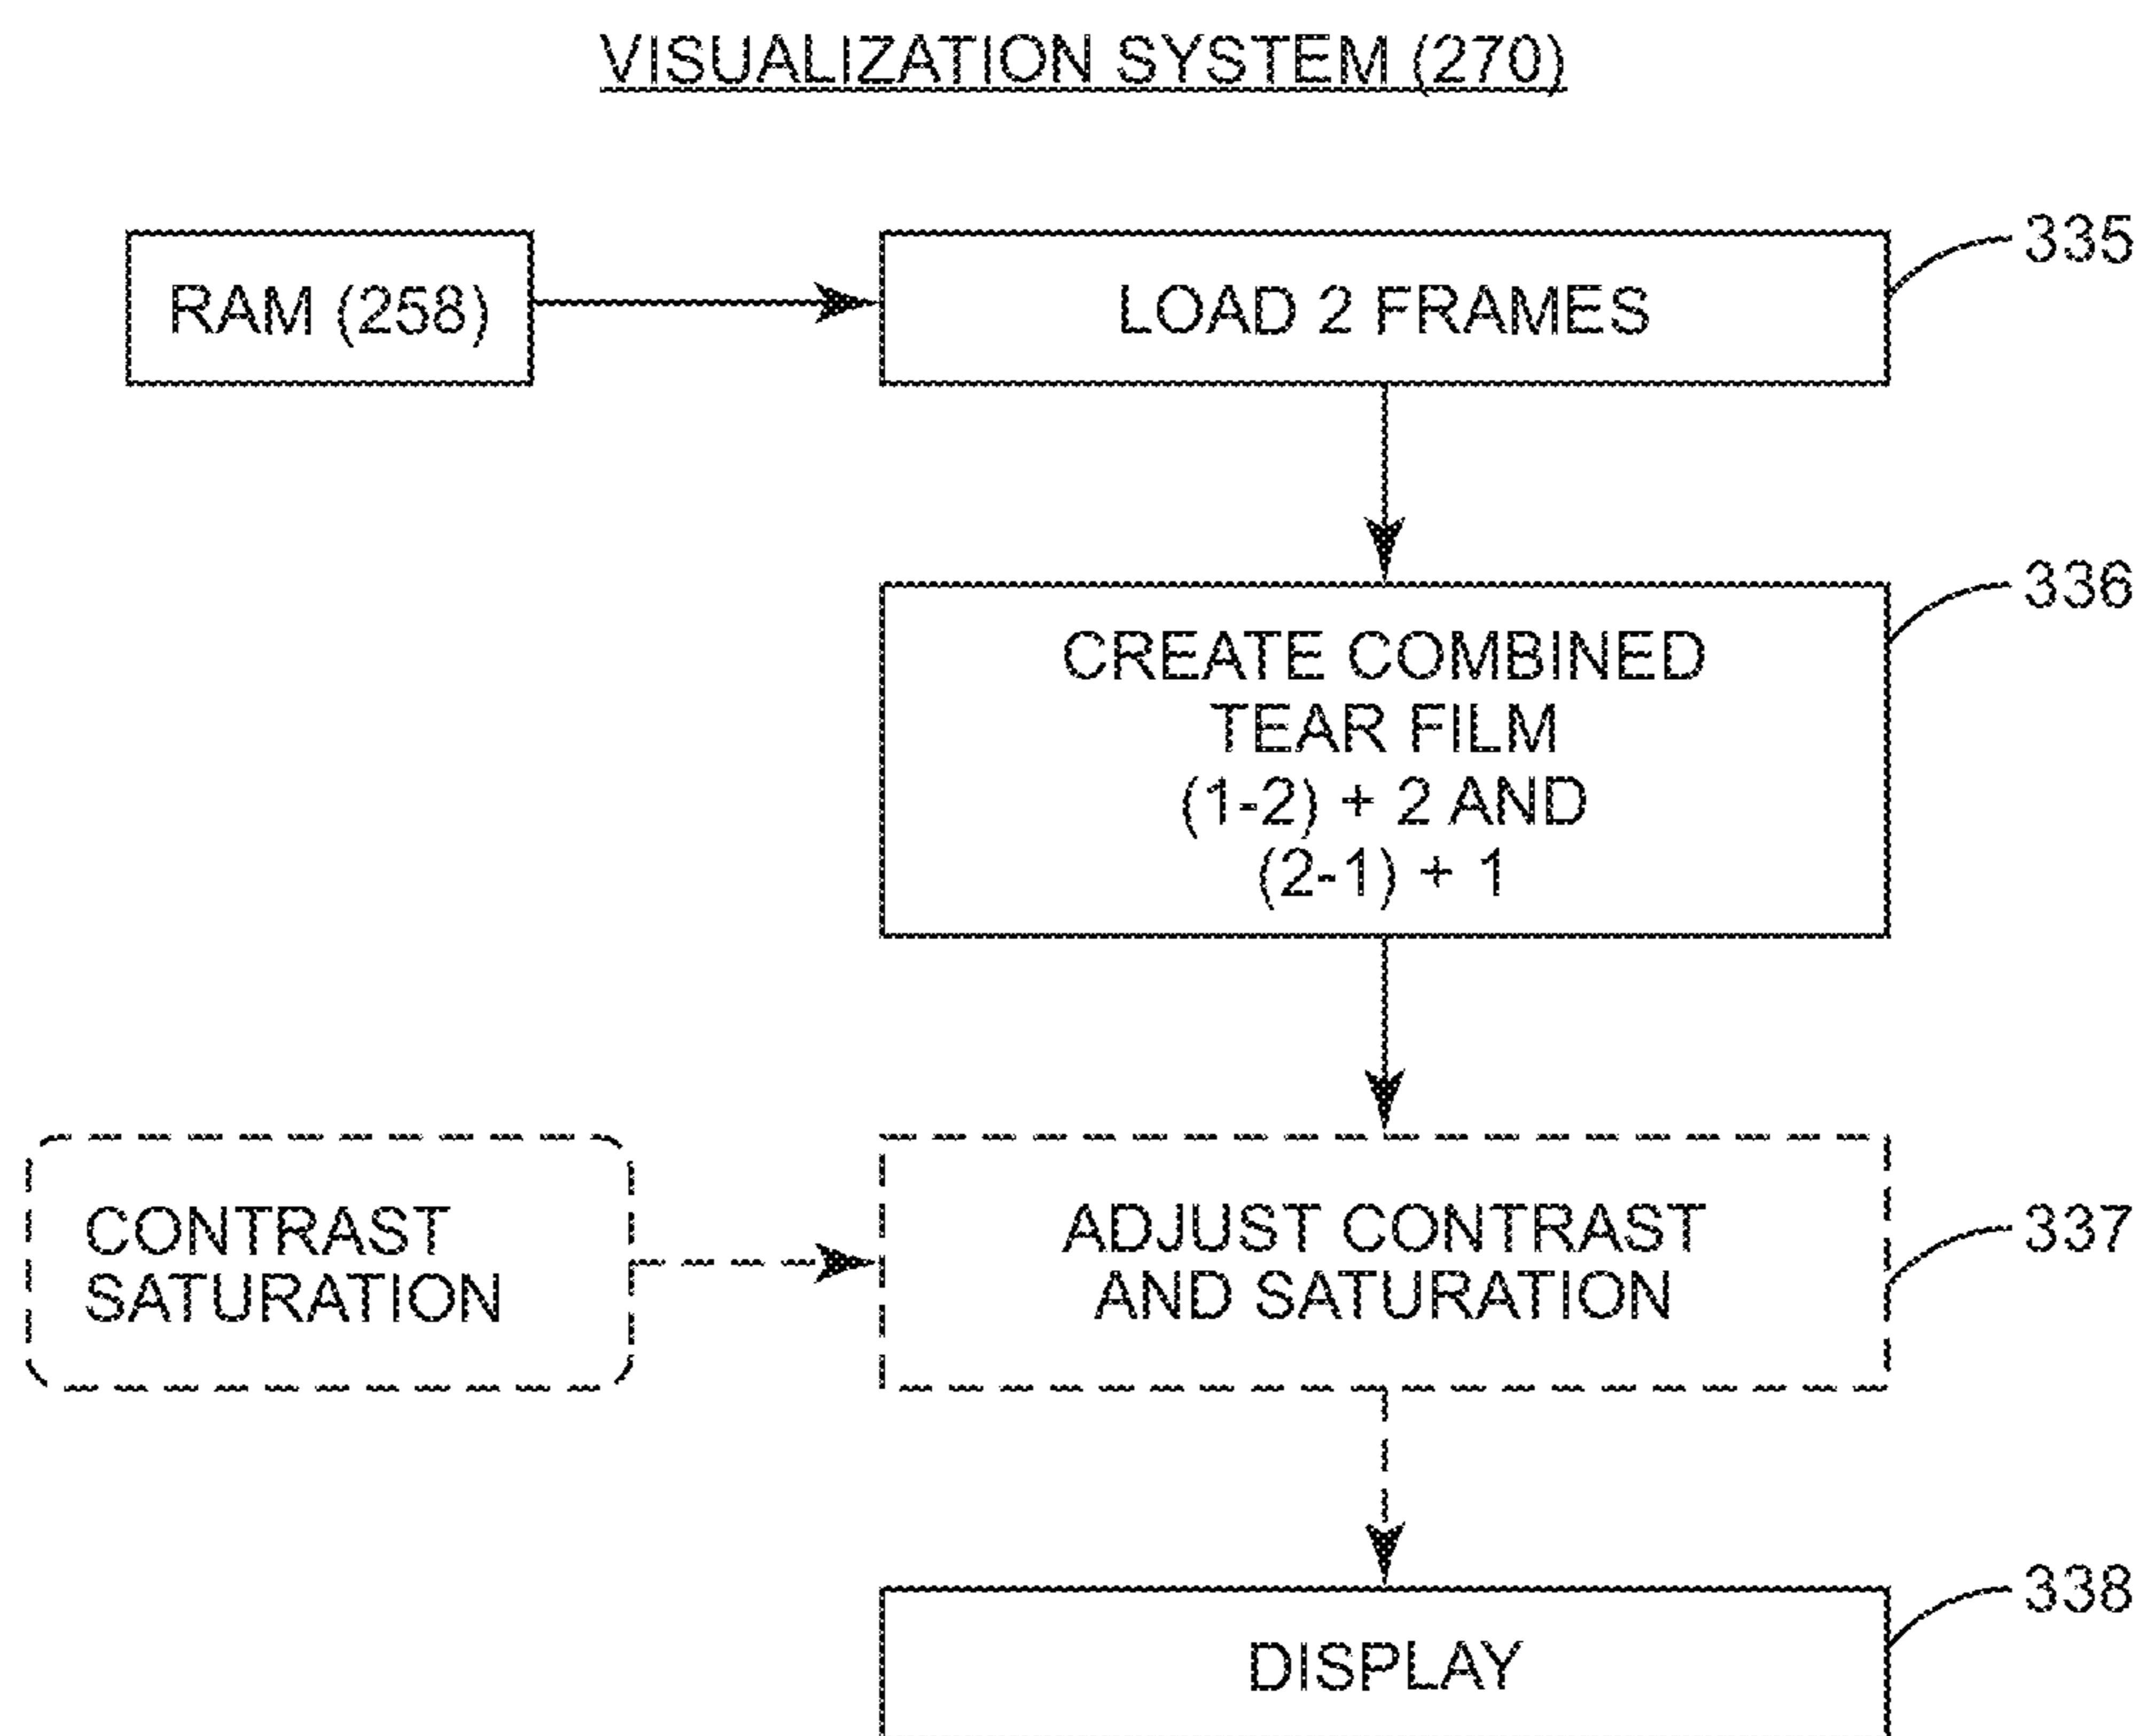 VISUALIZATION SYSTEM (270)
RAM (258)
LOAD 2 FRAMES
335
CREATE COMBINED
TEAR FILM
(1-2) + 2 AND
(2-1) + 1
336
CONTRAST
SATURATION
ADJUST CONTRAST
AND SATURATION
337
DISPLAY
338